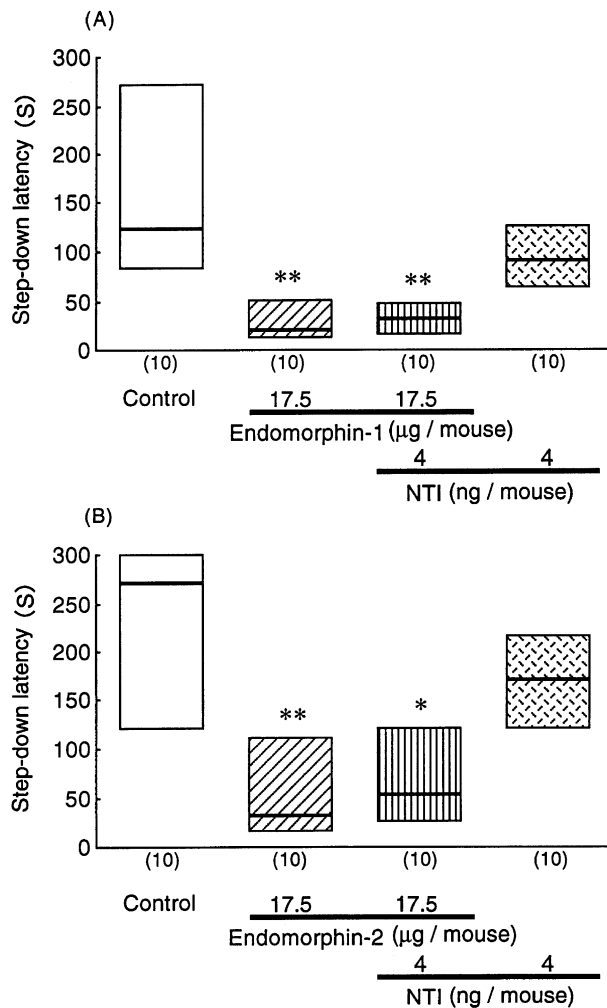 (A)
Step-down latency (S)
300
250
200
150
100
50
0
** **
(10) (10) (10) (10)
Control 17.5 17.5
Endomorphin-1 (μg / mouse)
4 4
NTI (ng / mouse)
(B)
Step-down latency (S)
300
250
200
150
100
50
0
** *
(10) (10) (10) (10)
Control 17.5 17.5
Endomorphin-2 (μg / mouse)
4 4
NTI (ng / mouse)